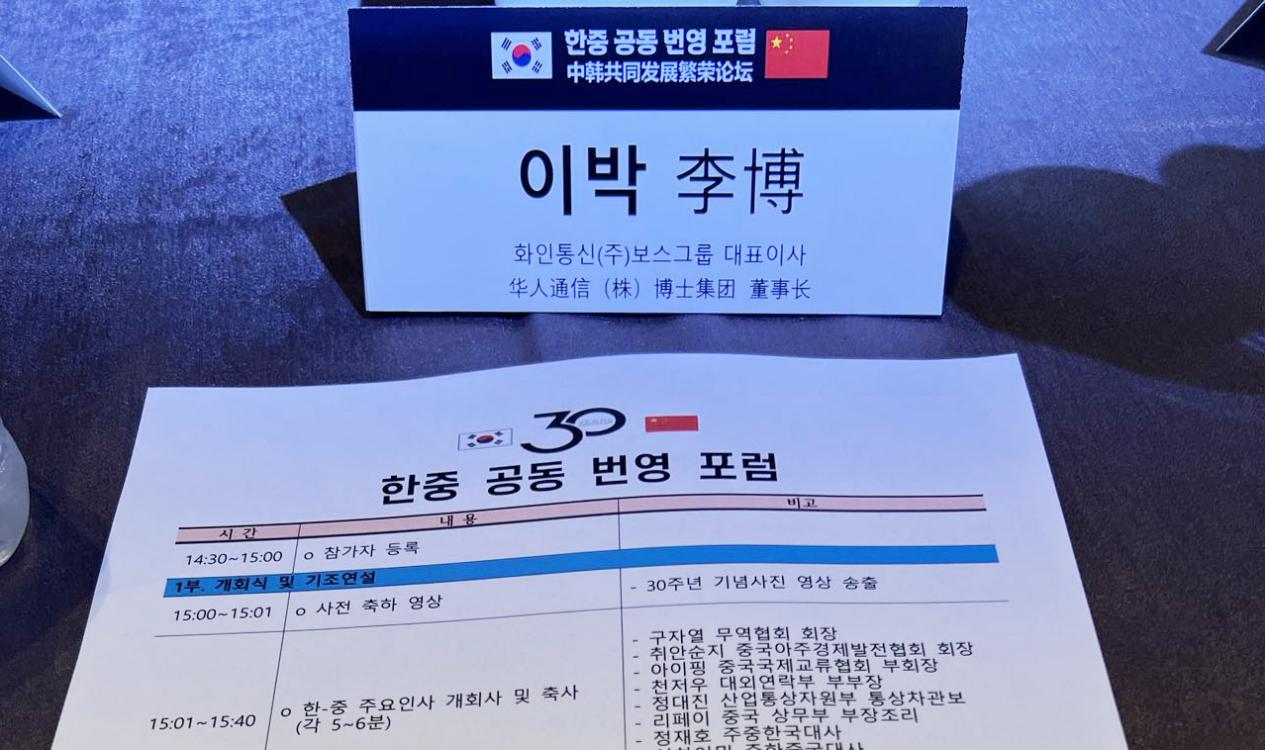 한중 공동 번영 포럼
中韩共同发展繁荣论坛
이박 李博
화인통신(주)보스그룹 대표이사
华人通信（株）博士集团 董事长
30
한중 공동 번영 포럼
시 간 내 용 비고
14:30~15:00 ㅇ 참가자 등록
1부. 개회식 및 기조연설
15:00~15:01 ㅇ 사전 축하 영상 - 30주년 기념사진 영상 송출
15:01~15:40 ㅇ 한-중 주요인사 개회사 및 축사
(각 5~6분)
- 구자열 무역협회 회장
- 취안순지 중국아주경제발전협회 회장
- 아이핑 중국국제교류협회 부회장
- 천저우 대외연락부 부부장
- 정대진 산업통상자원부 통상차관보
- 리페이 중국 상무부 부장조리
- 정재호 주중한국대사